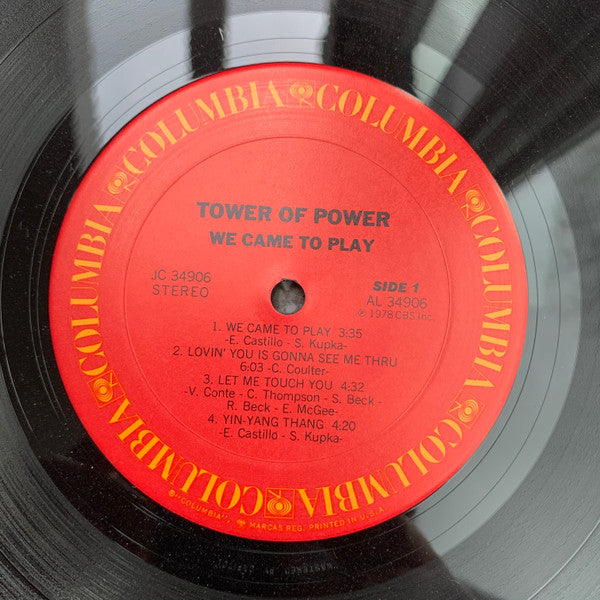 COLUMBIA COLUMBIA COLUMBIA COLUMBIA COLUMBIA COLUMBIA
TOWER OF POWER
WE CAME TO PLAY
JC 34906
STEREO
SIDE 1
AL 34906
℗ 1978 CBS Inc.
1. WE CAME TO PLAY 3:35
-E. Castillo - S. Kupka-
2. LOVIN' YOU IS GONNA SEE ME THRU
6:03 -C. Coulter-
3. LET ME TOUCH YOU 4:32
-V. Conte - C. Thompson - S. Beck -
R. Beck - E. McGee-
4. YIN-YANG THANG 4:20
-E. Castillo - S. Kupka-
"COLUMBIA", MARCAS REG. PRINTED IN U.S.A.